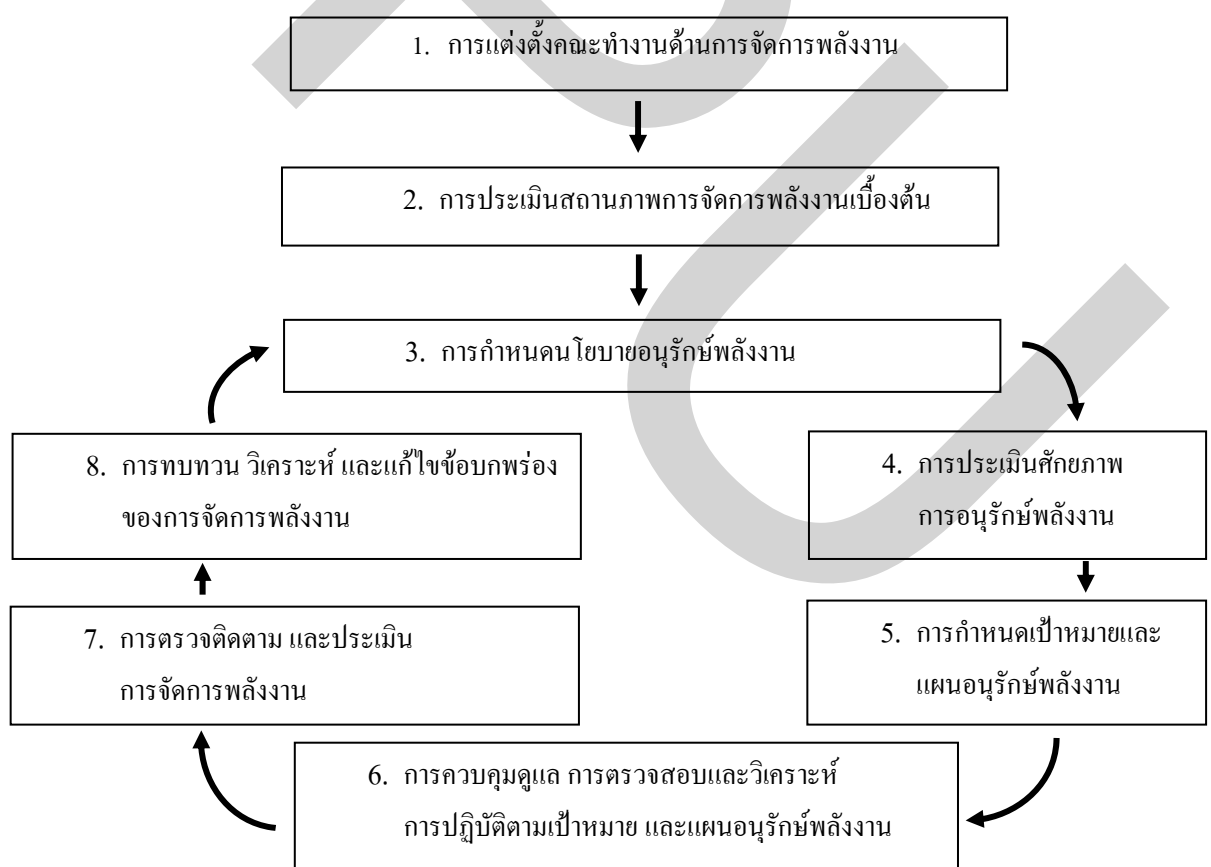 1. การแต่งตั้งคณะทำงานด้านการจัดการพลังงาน
2. การประเมินสถานภาพการจัดการพลังงานเบื้องต้น
3. การกำหนดนโยบายอนุรักษ์พลังงาน
4. การประเมินศักยภาพ
การอนุรักษ์พลังงาน
5. การกำหนดเป้าหมายและ
แผนอนุรักษ์พลังงาน
6. การควบคุมดูแล การตรวจสอบและวิเคราะห์
การปฏิบัติตามเป้าหมาย และแผนอนุรักษ์พลังงาน
7. การตรวจติดตาม และประเมิน
การจัดการพลังงาน
8. การทบทวน วิเคราะห์ และแก้ไขข้อบกพร่อง
ของการจัดการพลังงาน